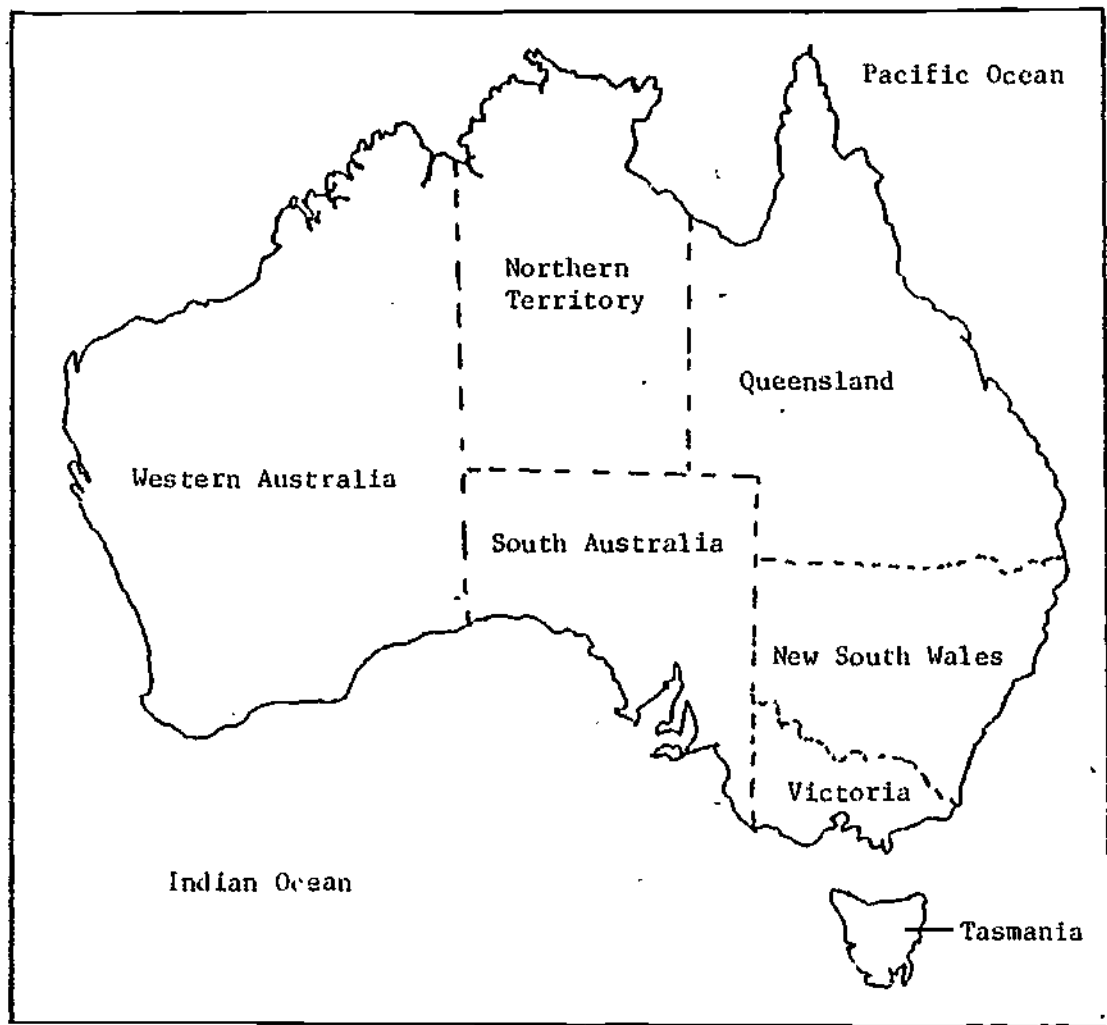 Pacific Ocean
Northern
Territory
Queensland
Western Australia
South Australia
New South Wales
Victoria
Indian Ocean
Tasmania